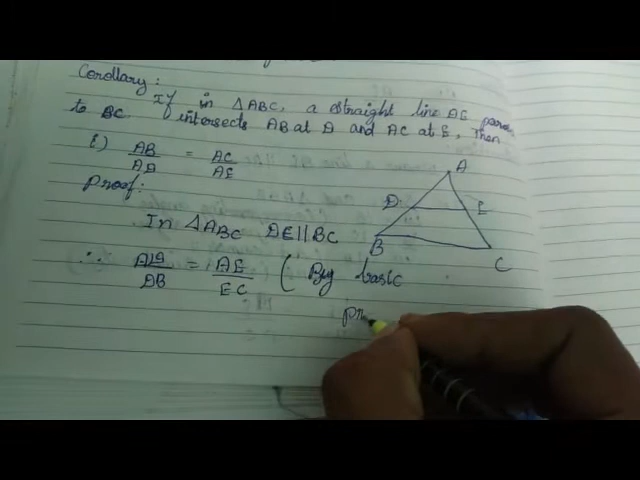 Corollary:
If in ΔABC, a straight line DE paral
to BC intersects AB at D and AC at E, then
i) AB/AD = AC/AE
Proof:
In ΔABC DE||BC
∴ AD/DB = AE/EC ( By basic
pr
A
D
E
B
C